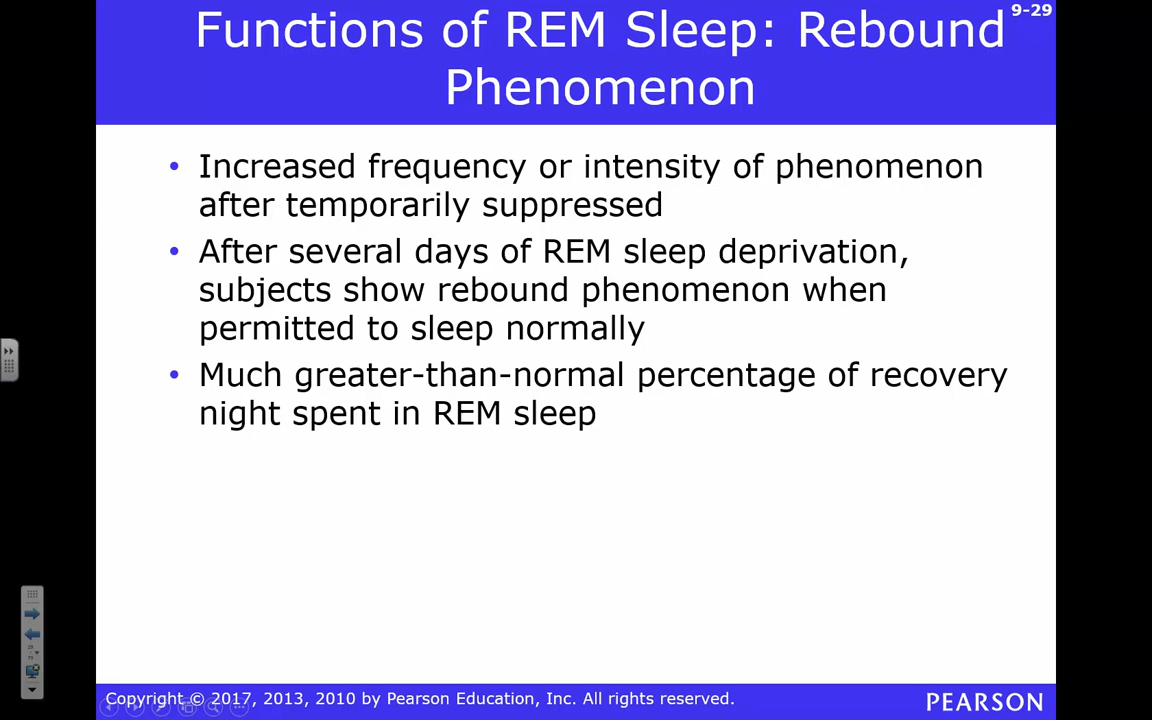 9-29
Functions of REM Sleep: Rebound
Phenomenon
• Increased frequency or intensity of phenomenon
after temporarily suppressed
• After several days of REM sleep deprivation,
subjects show rebound phenomenon when
permitted to sleep normally
• Much greater-than-normal percentage of recovery
night spent in REM sleep
Copyright © 2017, 2013, 2010 by Pearson Education, Inc. All rights reserved.
PEARSON